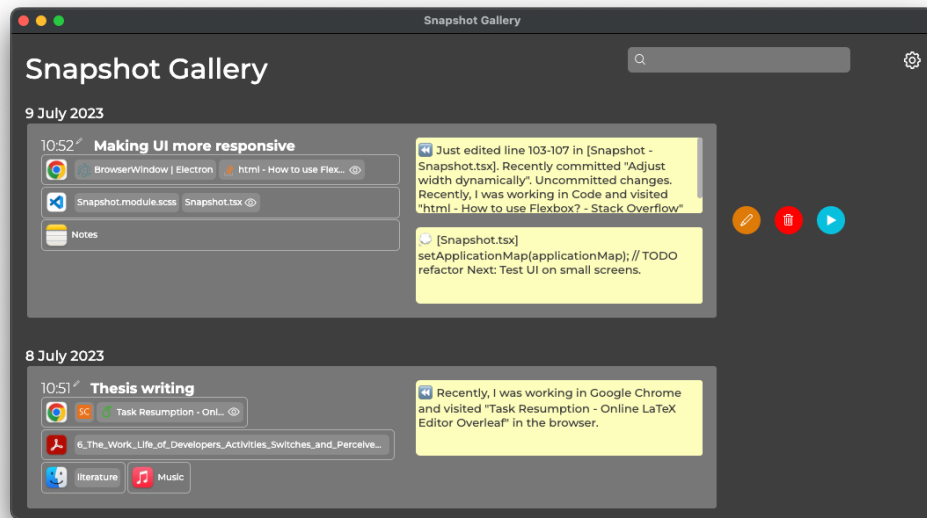 Snapshot Gallery
Snapshot Gallery
9 July 2023
10:52 Making UI more responsive
BrowserWindow | Electron html - How to use Flex...
Snapshot.module.scss Snapshot.tsx
Notes
Just edited line 103-107 in [Snapshot -
Snapshot.tsx]. Recently committed "Adjust
width dynamically". Uncommitted changes.
Recently, I was working in Code and visited
"html - How to use Flexbox? - Stack Overflow"
[Snapshot.tsx]
setApplicationMap(applicationMap); // TODO
refactor Next: Test UI on small screens.
8 July 2023
10:51 Thesis writing
SC Task Resumption - Onl...
6_The_Work_Life_of_Developers_Activities_Switches_and_Perceive...
literature Music
Recently, I was working in Google Chrome
and visited "Task Resumption - Online LaTeX
Editor Overleaf" in the browser.